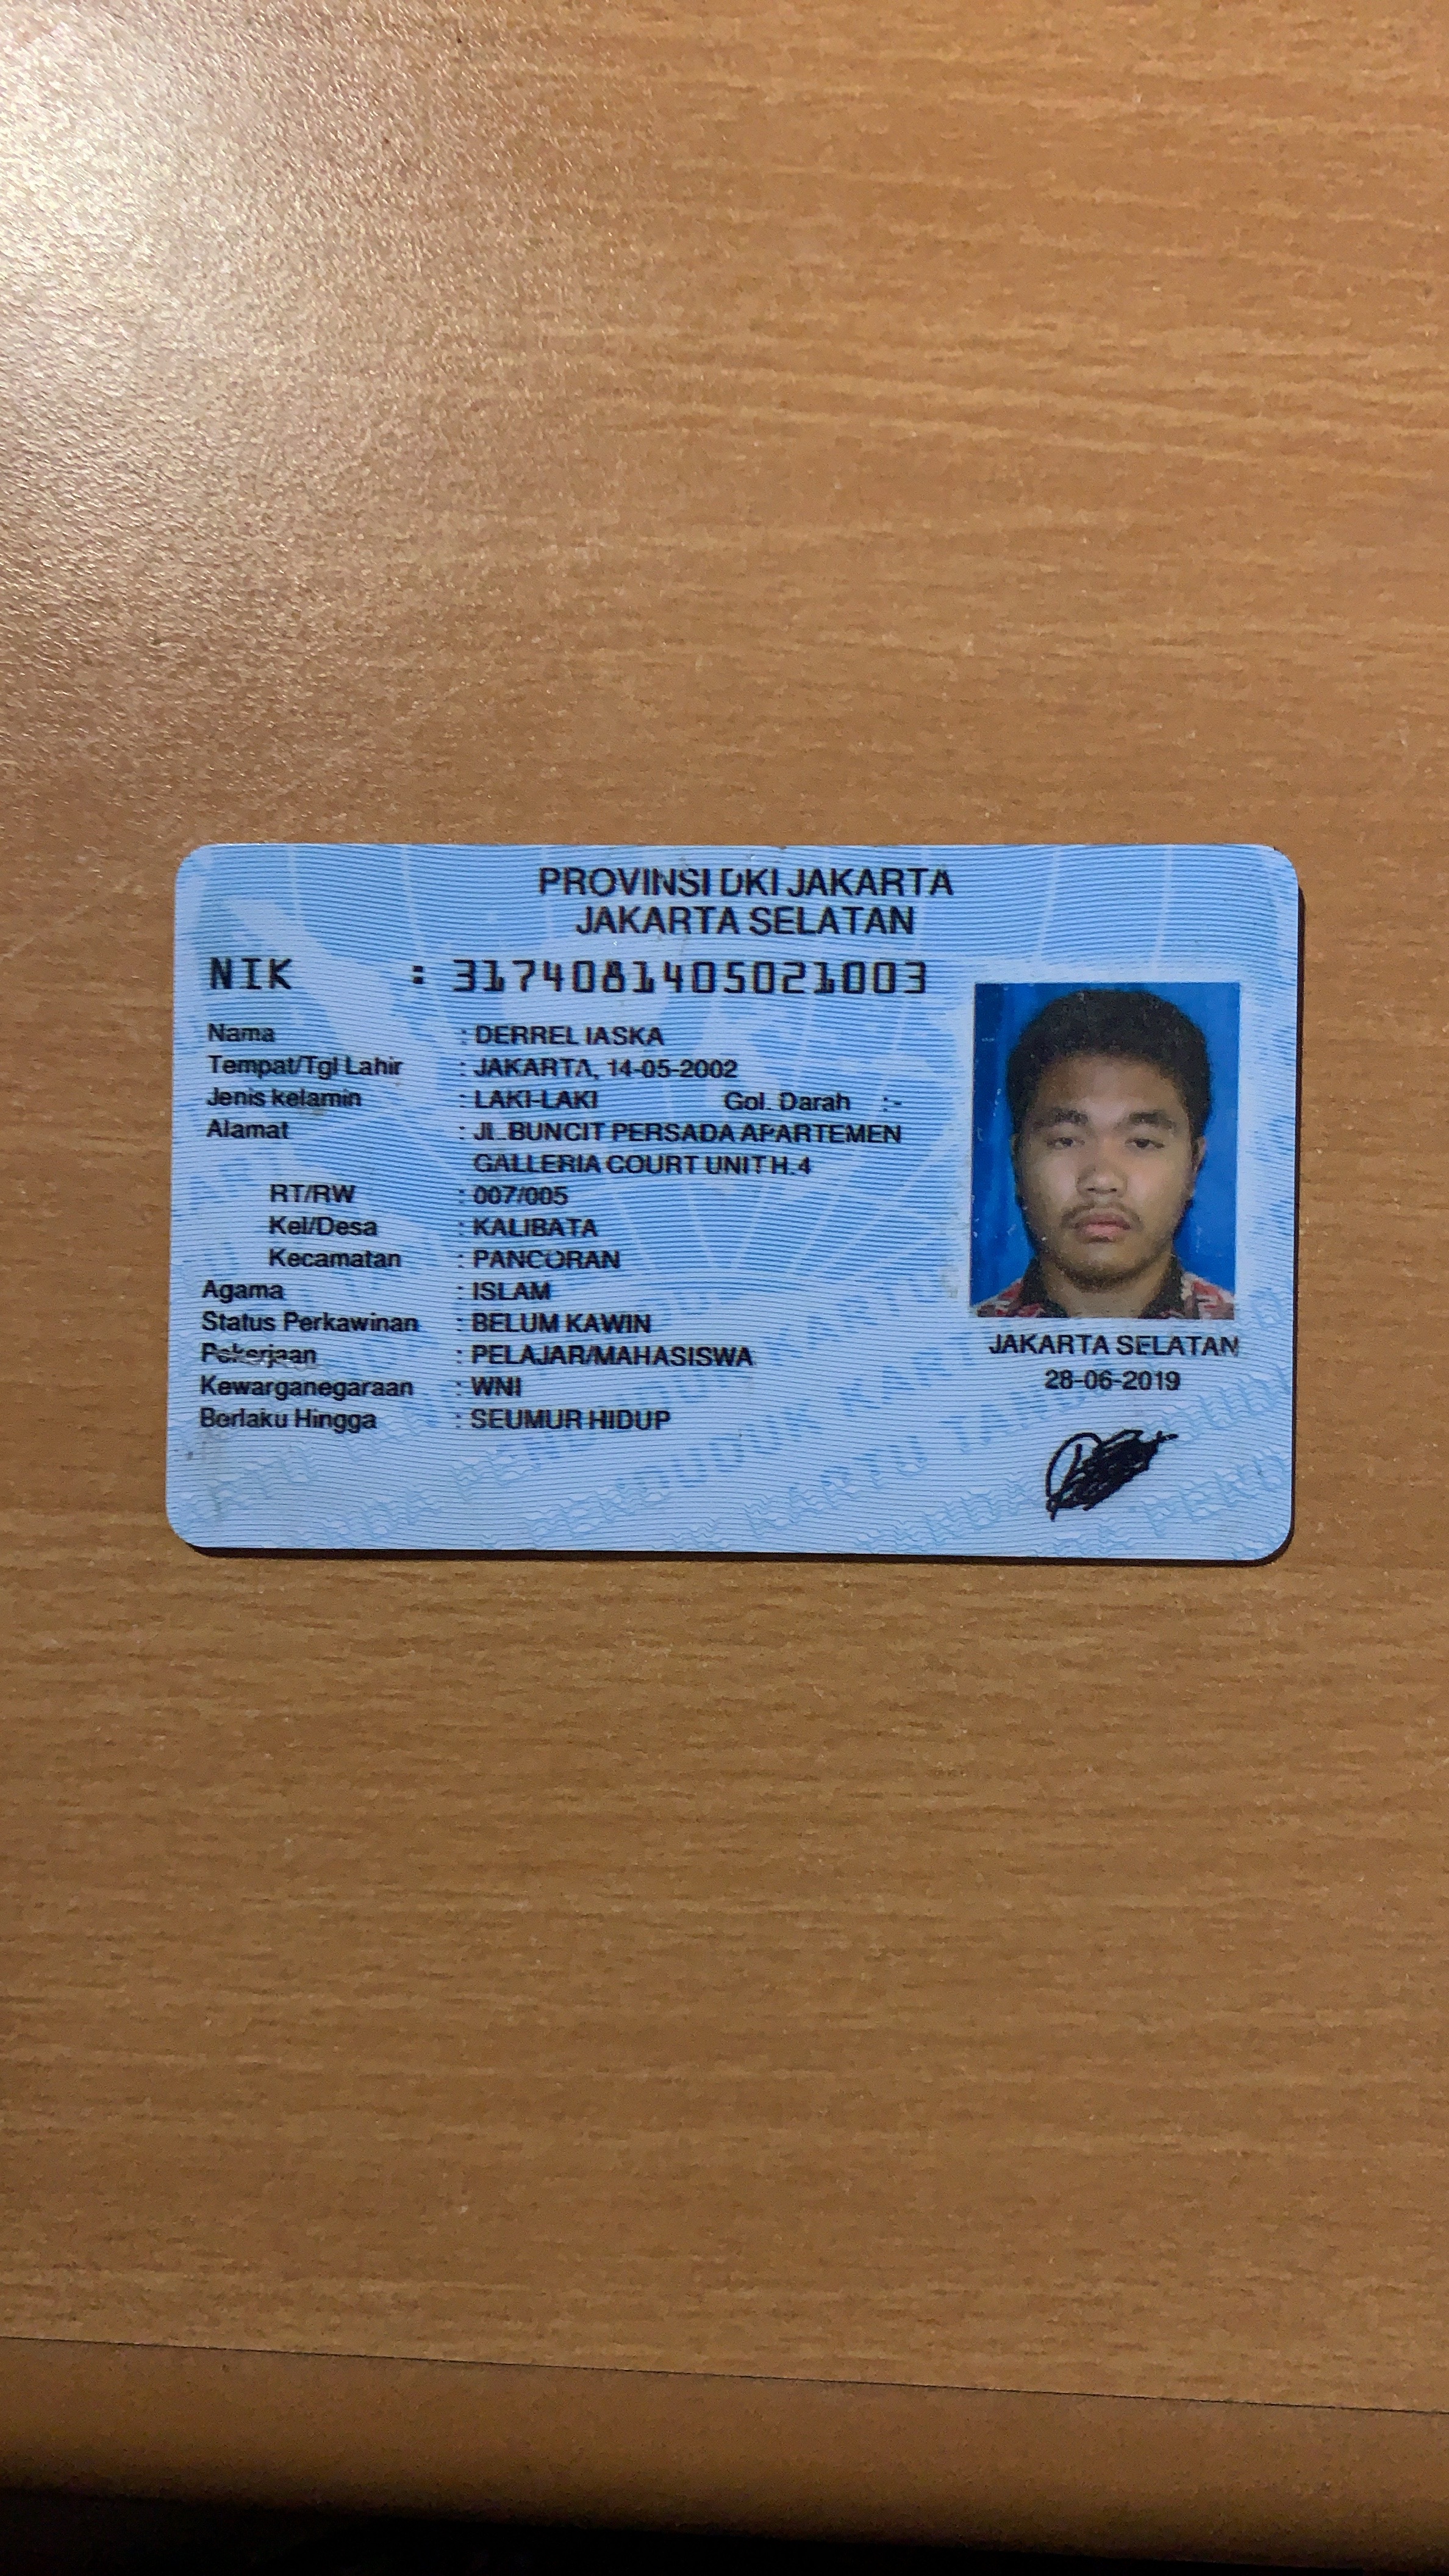 PROVINSI DKI JAKARTA
JAKARTA SELATAN
NIK : 3174081405021003
Nama : DERREL IASKA
Tempat/Tgl Lahir : JAKARTA, 14-05-2002
Jenis kelamin : LAKI-LAKI Gol. Darah : -
Alamat : JL.BUNCIT PERSADA APARTEMEN
GALLERIA COURT UNIT H.4
RT/RW : 007/005
Kel/Desa : KALIBATA
Kecamatan : PANCORAN
Agama : ISLAM
Status Perkawinan : BELUM KAWIN
Pekerjaan : PELAJAR/MAHASISWA
Kewarganegaraan : WNI
Berlaku Hingga : SEUMUR HIDUP
JAKARTA SELATAN
28-06-2019